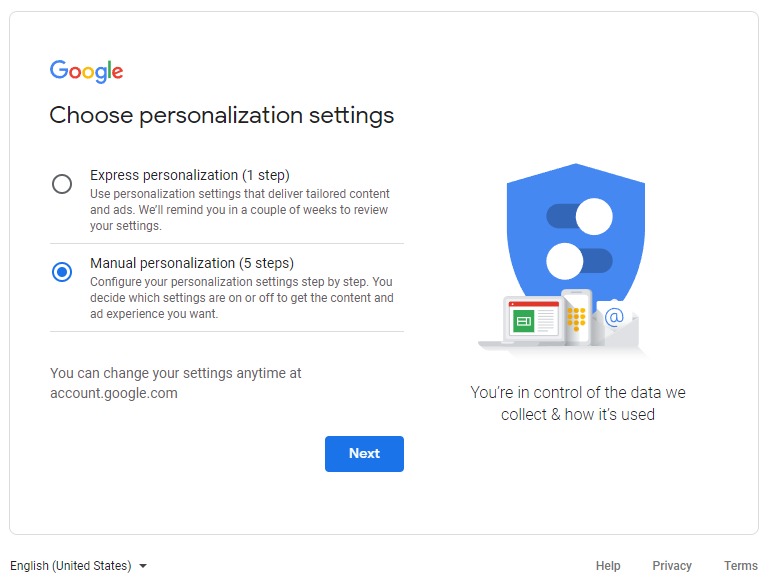 Google
Choose personalization settings
Express personalization (1 step)
Use personalization settings that deliver tailored content
and ads. We’ll remind you in a couple of weeks to review
your settings.
Manual personalization (5 steps)
Configure your personalization settings step by step. You
decide which settings are on or off to get the content and
ad experience you want.
You can change your settings anytime at
account.google.com
Next
@
You’re in control of the data we
collect & how it’s used
English (United States)
Help Privacy Terms